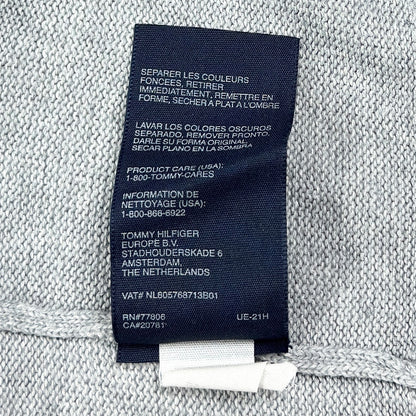 SEPARER LES COULEURS
FONCEES, RETIRER
IMMEDIATEMENT, REMETTRE EN
FORME, SECHER A PLAT A L'OMBRE
LAVAR LOS COLORES OSCUROS
SEPARADO, REMOVER PRONTO.
DARLE SU FORMA ORIGINAL.
SECAR PLANO EN LA SOMBRA
PRODUCT CARE (USA):
1-800-TOMMY-CARES
INFORMATION DE
NETTOYAGE (USA):
1-800-866-6922
TOMMY HILFIGER
EUROPE B.V.
STADHOUDERSKADE 6
AMSTERDAM,
THE NETHERLANDS
VAT# NL805768713B01
RN#77806 UE-21H
CA#20781